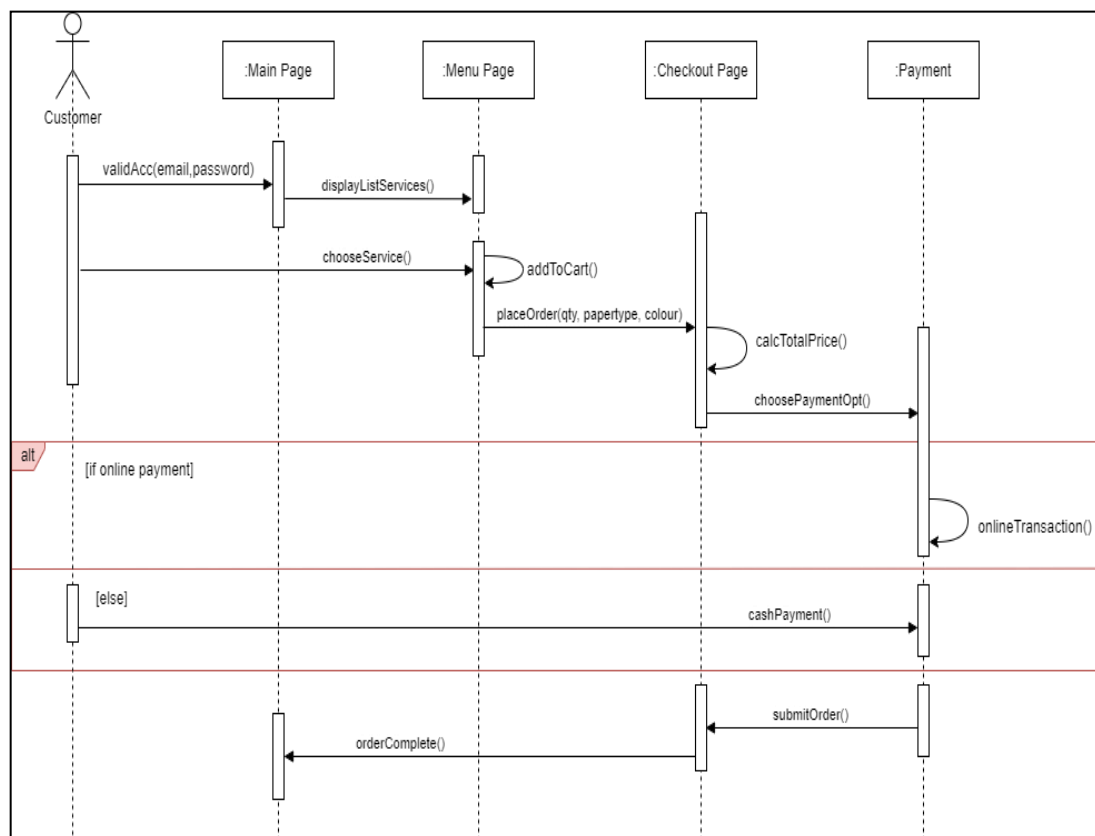 :Main Page
:Menu Page
:Checkout Page
:Payment
Customer
validAcc(email,password)
displayListServices()
chooseService()
addToCart()
placeOrder(qty, papertype, colour)
calcTotalPrice()
choosePaymentOpt()
alt
[if online payment]
onlineTransaction()
[else]
cashPayment()
submitOrder()
orderComplete()